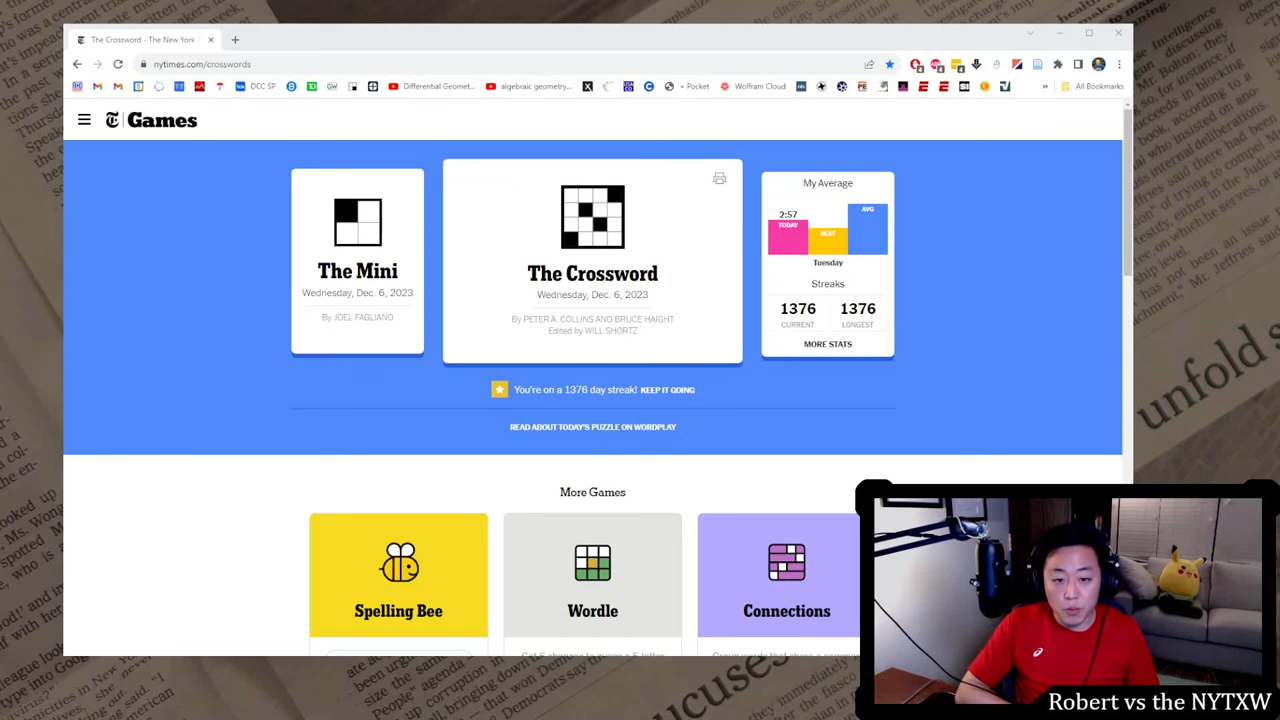 The Crossword - The New York
nytimes.com/crosswords
DCC SP
GW
Differential Geomet...
algebraic geometry...
+ Pocket
Wolfram Cloud
All Bookmarks
Games
My Average
2:57
TODAY
BEST
AVG
Tuesday
Streaks
1376
1376
CURRENT
LONGEST
MORE STATS
The Mini
Wednesday, Dec. 6, 2023
By JOEL FAGLIANO
The Crossword
Wednesday, Dec. 6, 2023
By PETER A. COLLINS AND BRUCE HAIGHT
Edited by WILL SHORTZ
You're on a 1376 day streak! KEEP IT GOING
READ ABOUT TODAY'S PUZZLE ON WORDPLAY
More Games
Spelling Bee
Wordle
Connections
unfold
Robert vs the NYTXW